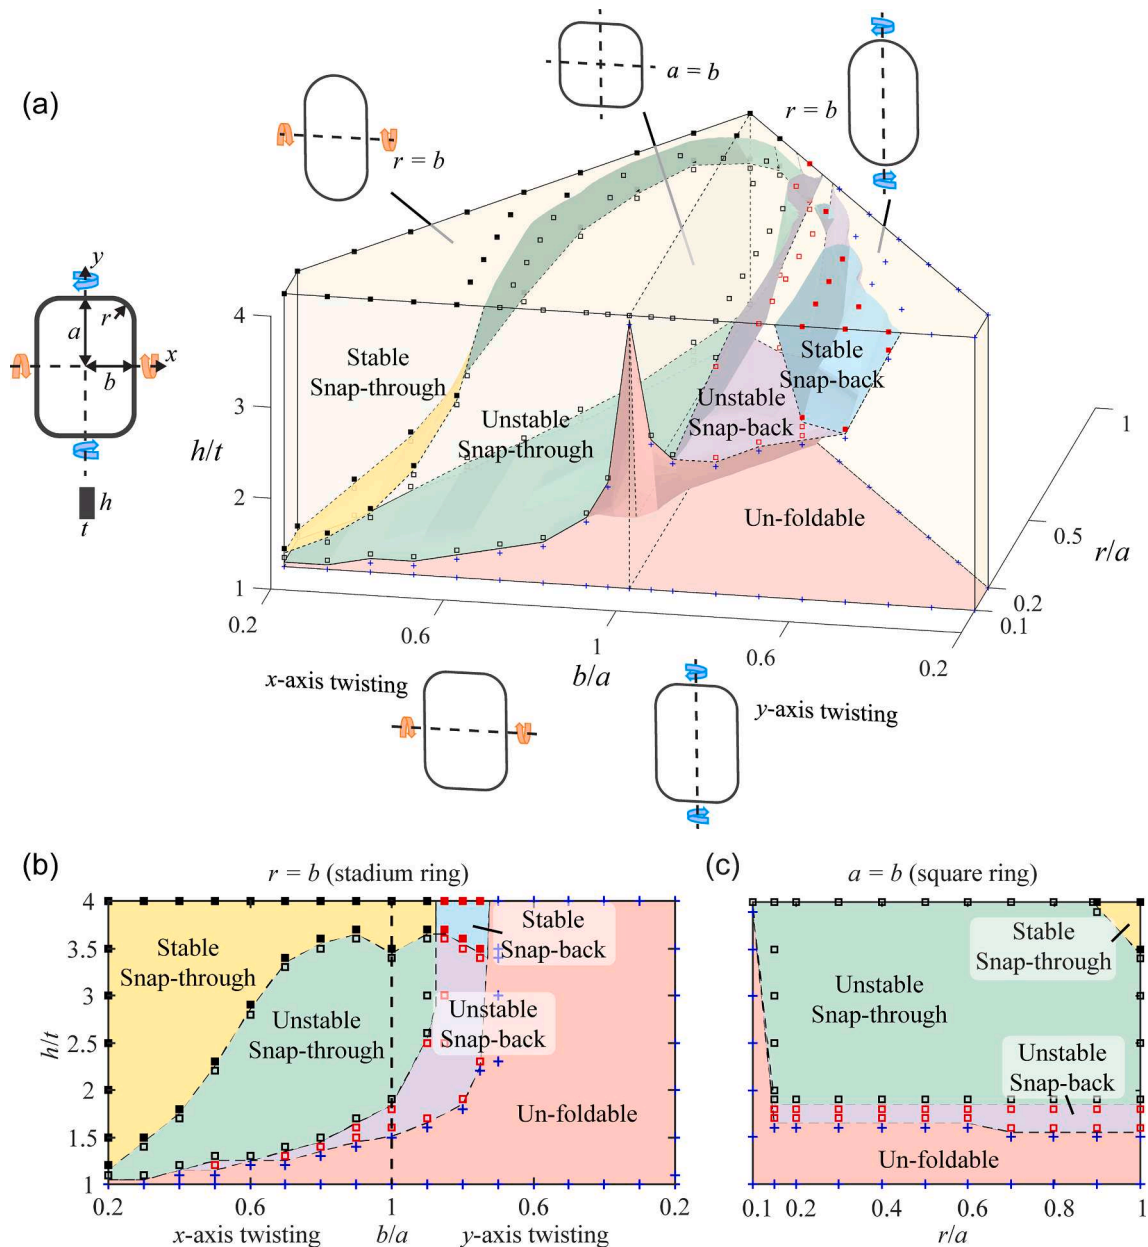 (a)
r = b
a = b
r = b
y
r
a
b
x
h
t
h/t
4
3
2
1
Stable
Snap-through
Unstable
Snap-through
Unstable
Snap-back
Stable
Snap-back
Un-foldable
1
0.5
0.2
0.1
r/a
0.2
0.6
1
0.6
0.2
b/a
x-axis twisting
y-axis twisting
(b)
r = b (stadium ring)
h/t
4
3.5
3
2.5
2
1.5
1
Stable
Snap-through
Unstable
Snap-through
Stable
Snap-back
Unstable
Snap-back
Un-foldable
0.2
0.6
1
0.6
0.2
x-axis twisting
b/a
y-axis twisting
(c)
a = b (square ring)
Stable
Snap-through
Unstable
Snap-through
Unstable
Snap-back
Un-foldable
0.1
0.2
0.4
0.6
0.8
1
r/a